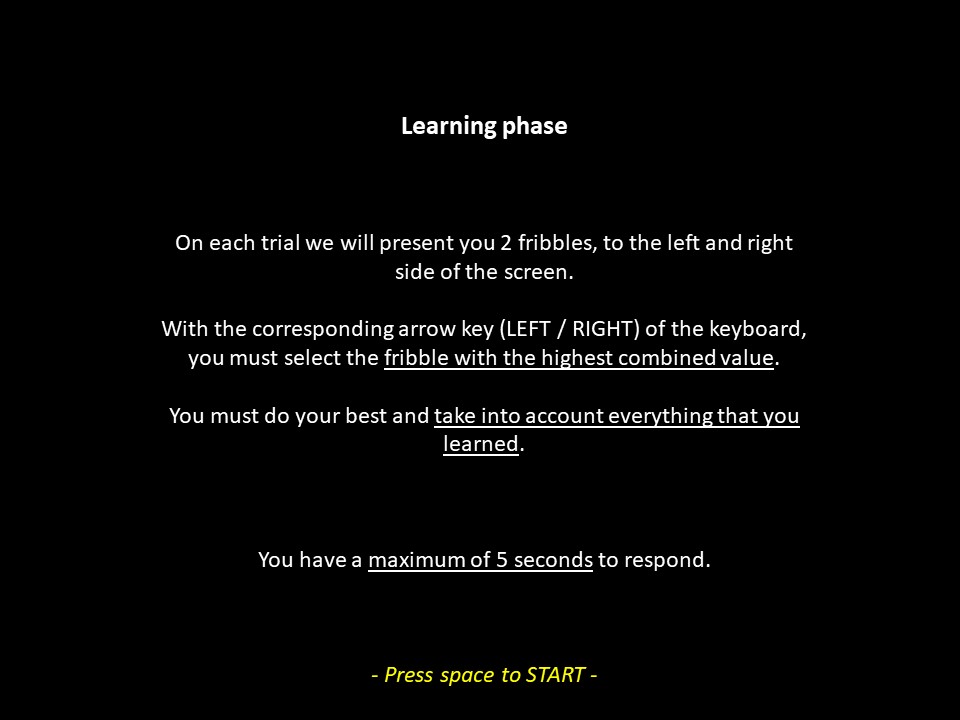 Learning phase
On each trial we will present you 2 fribbles, to the left and right
side of the screen.
With the corresponding arrow key (LEFT / RIGHT) of the keyboard,
you must select the fribble with the highest combined value.
You must do your best and take into account everything that you
learned.
You have a maximum of 5 seconds to respond.
- Press space to START -